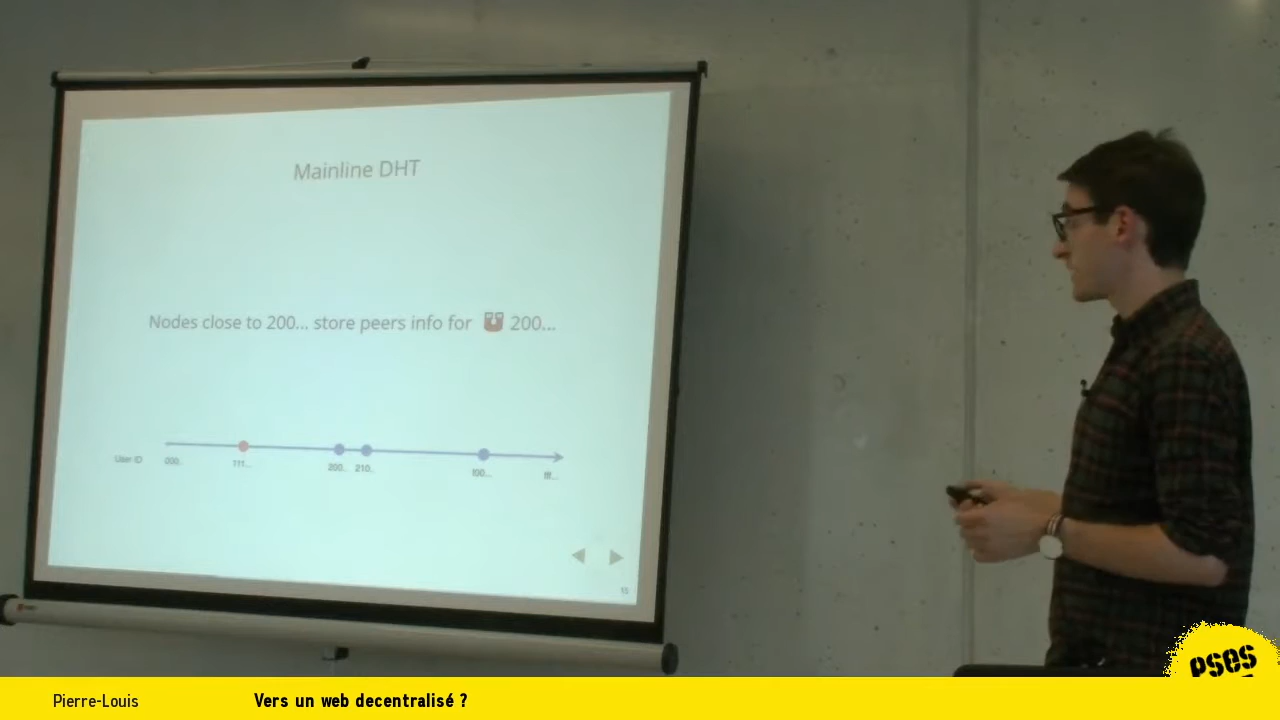 Mainline DHT
Nodes close to 200... store peers info for 200...
User ID 000.. 111... 200... 210.. f00... fff...
15
pses
Pierre-Louis Vers un web decentralisé ?